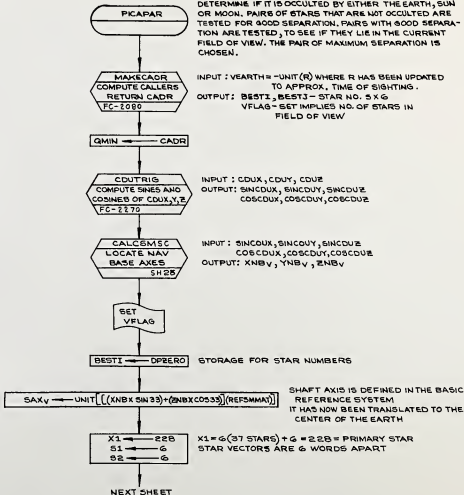 DETERMINE IF IT IS OCCULTED BY EITHER THE EARTH, SUN
OR MOON. PAIRS OF STARS THAT ARE NOT OCCULTED ARE
TESTED FOR GOOD SEPARATION. PAIRS WITH GOOD SEPARA-
TION ARE TESTED, TO SEE IF THEY LIE IN THE CURRENT
FIELD OF VIEW. THE PAIR OF MAXIMUM SEPARATION IS
CHOSEN.
PICAPAR
MAKECADR
COMPUTE CALLERS
RETURN CADR
FC-2080
INPUT : VEARTH = -UNIT(R) WHERE R HAS BEEN UPDATED
TO APPROX. TIME OF SIGHTING.
OUTPUT: BESTI, BESTJ - STAR NO. 5 X 6
VFLAG - SET IMPLIES NO. OF STARS IN
FIELD OF VIEW
QMIN ← CADR
CDUTRIG
COMPUTE SINES AND
COSINES OF CDUX,Y,Z
FC-2270
INPUT : CDUX, CDUY, CDUZ
OUTPUT: SINCDUX, SINCDUY, SINCDUZ
COSCDUX, COSCDUY, COSCDUZ
CALCSMSC
LOCATE NAV
BASE AXES
SH 28
INPUT: SINCDUX, SINCDUY, SINCDUZ
COSCDUX, COSCDUY, COSCDUZ
OUTPUT: XNBV, YNBV, ZNBV
SET
VFLAG
BESTI ← DPZERO
STORAGE FOR STAR NUMBERS
SAXV ← UNIT[[(XNBX SIN 33)+(ZNBX COS 33)](REFSMMAT)]
SHAFT AXIS IS DEFINED IN THE BASIC
REFERENCE SYSTEM
IT HAS NOW BEEN TRANSLATED TO THE
CENTER OF THE EARTH
X1 ← 228
S1 ← 6
S2 ← 6
X1 = 6(37 STARS) + 6 = 228 = PRIMARY STAR
STAR VECTORS ARE 6 WORDS APART
NEXT SHEET